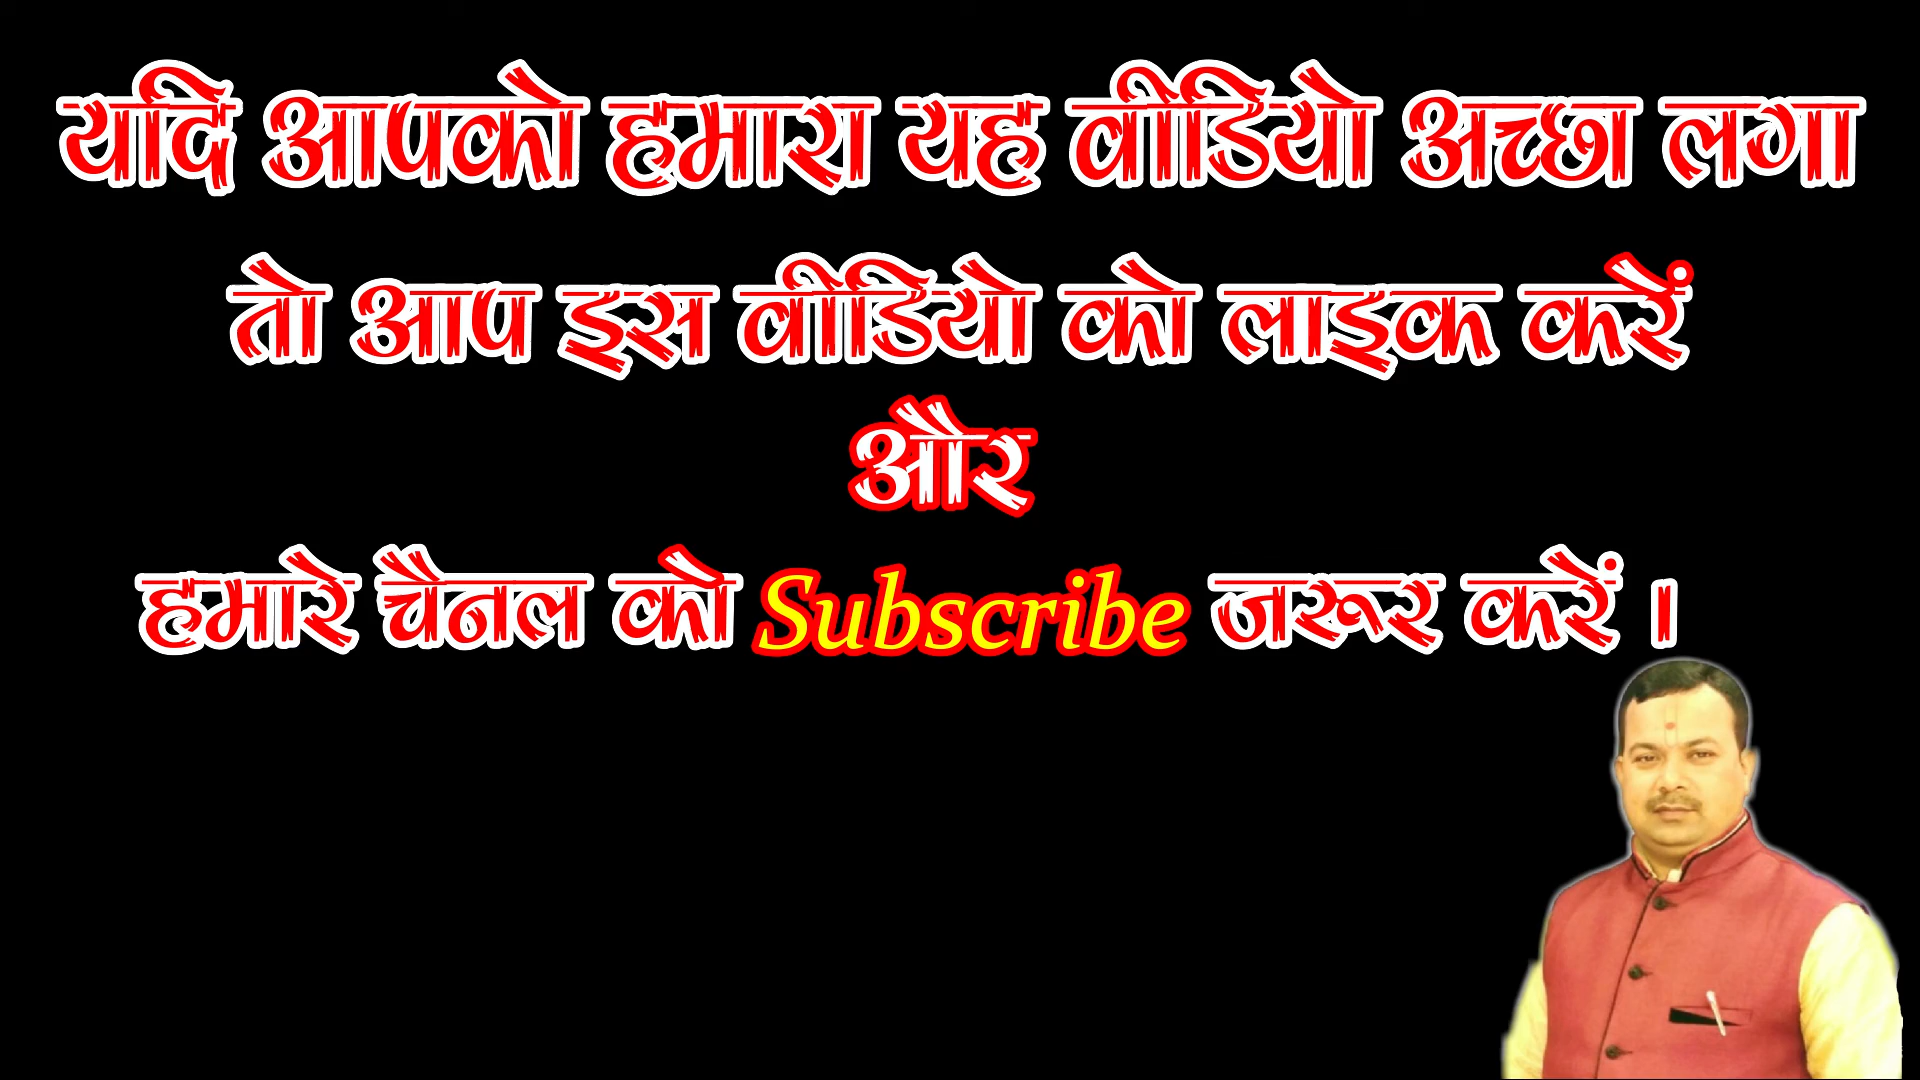 यदि आपको हमारा यह वीडियो अच्छा लगा
तो आप इस वीडियो को लाइक करें
और
हमारे चैनल को Subscribe जरूर करें ।